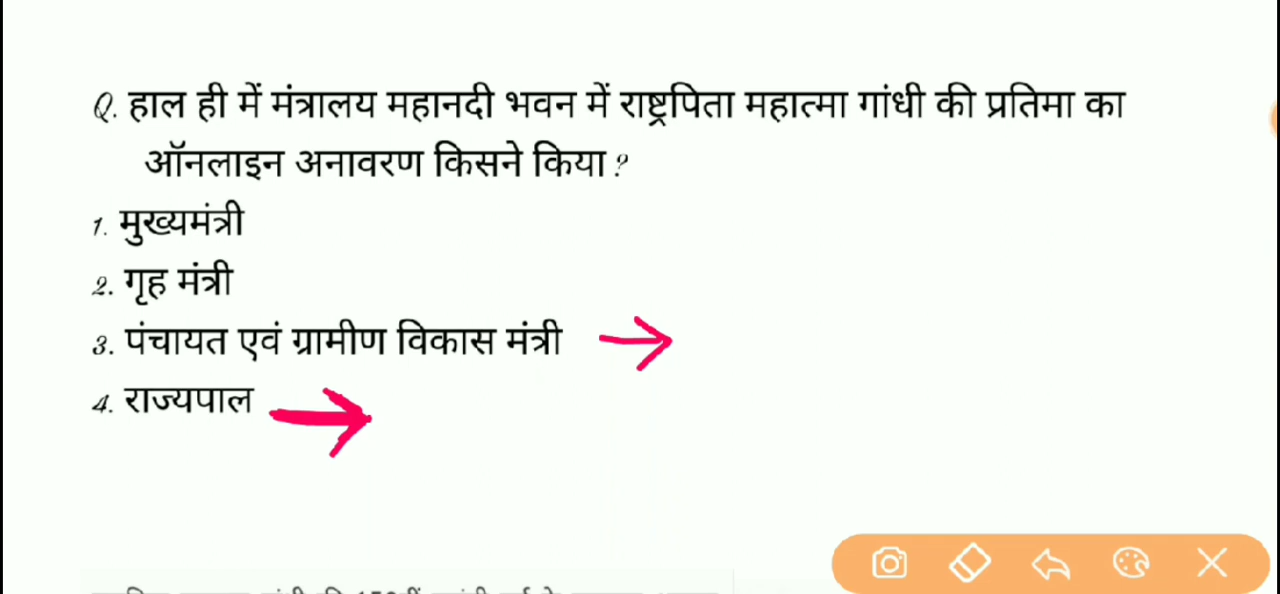 Q. हाल ही में मंत्रालय महानदी भवन में राष्ट्रपिता महात्मा गांधी की प्रतिमा का
ऑनलाइन अनावरण किसने किया ?
1. मुख्यमंत्री
2. गृह मंत्री
3. पंचायत एवं ग्रामीण विकास मंत्री
4. राज्यपाल